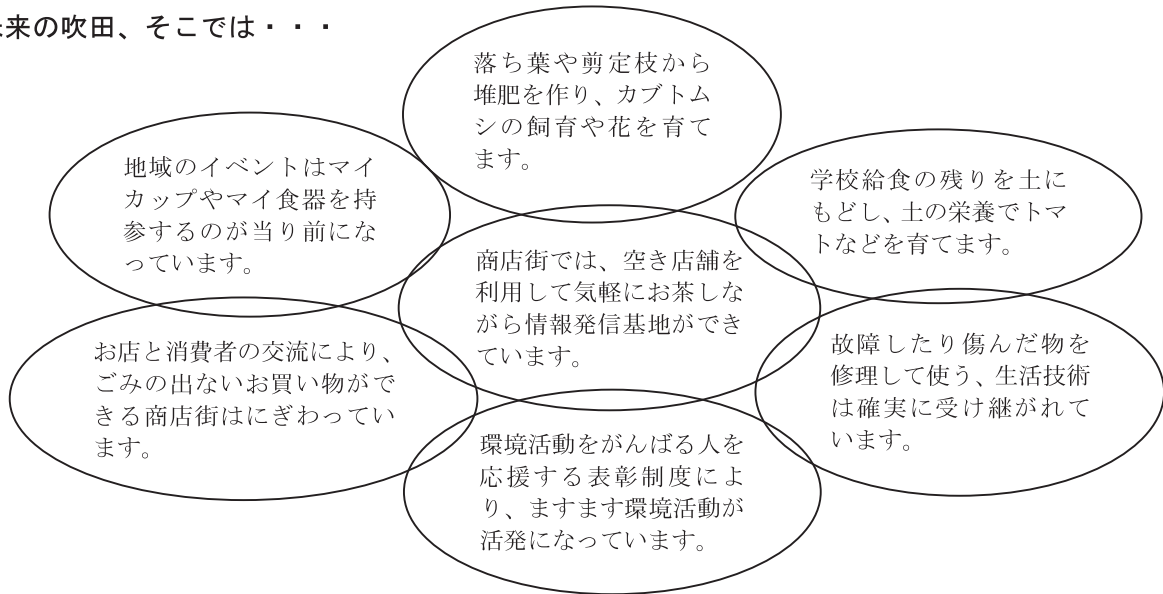 来の吹田、そこでは・・・
落ち葉や剪定枝から
堆肥を作り、カブトム
シの飼育や花を育て
ます。
地域のイベントはマイ
カップやマイ食器を持
参するのが当り前にな
っています。
学校給食の残りを土に
もどし、土の栄養でトマ
トなどを育てます。
商店街では、空き店舗を
利用して気軽にお茶しな
がら情報発信基地ができ
ています。
お店と消費者の交流により、
ごみの出ないお買い物がで
きる商店街はにぎわってい
ます。
故障したり傷んだ物を
修理して使う、生活技術
は確実に受け継がれて
います。
環境活動をがんばる人を
応援する表彰制度によ
り、ますます環境活動が
活発になっています。